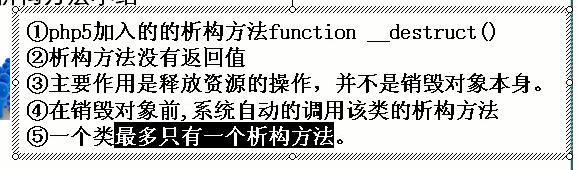 ①php5加入的的析构方法function __destruct()
②析构方法没有返回值
③主要作用是释放资源的操作，并不是销毁对象本身。
④在销毁对象前,系统自动的调用该类的析构方法
⑤一个类最多只有一个析构方法。